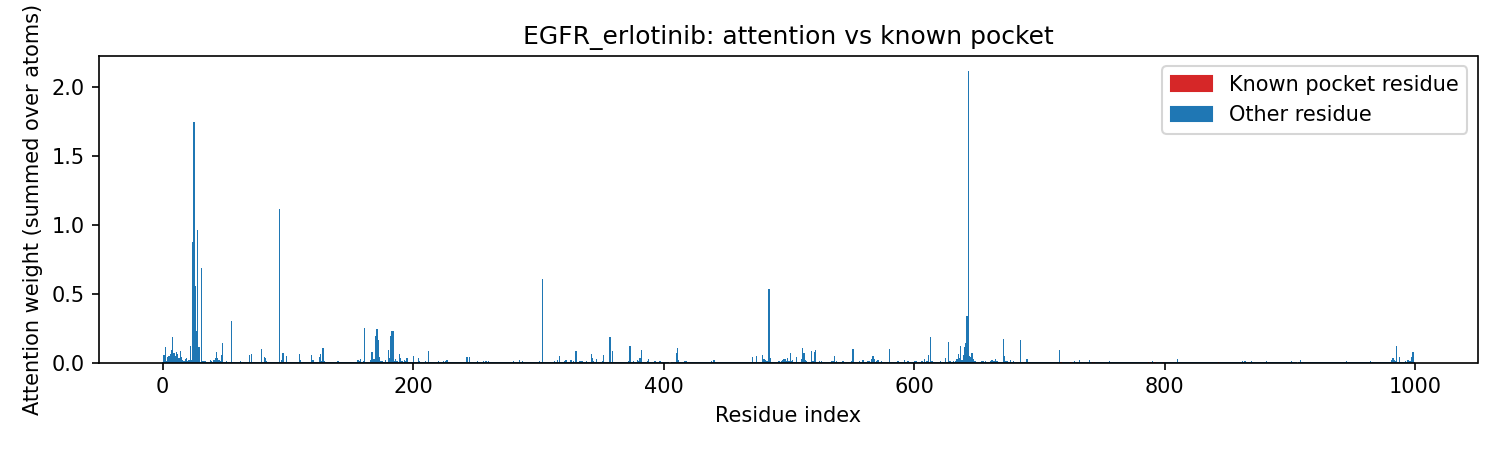 EGFR_erlotinib: attention vs known pocket
Attention weight (summed over atoms)
2.0
1.5
1.0
0.5
0.0
Known pocket residue
Other residue
0 200 400 600 800 1000
Residue index